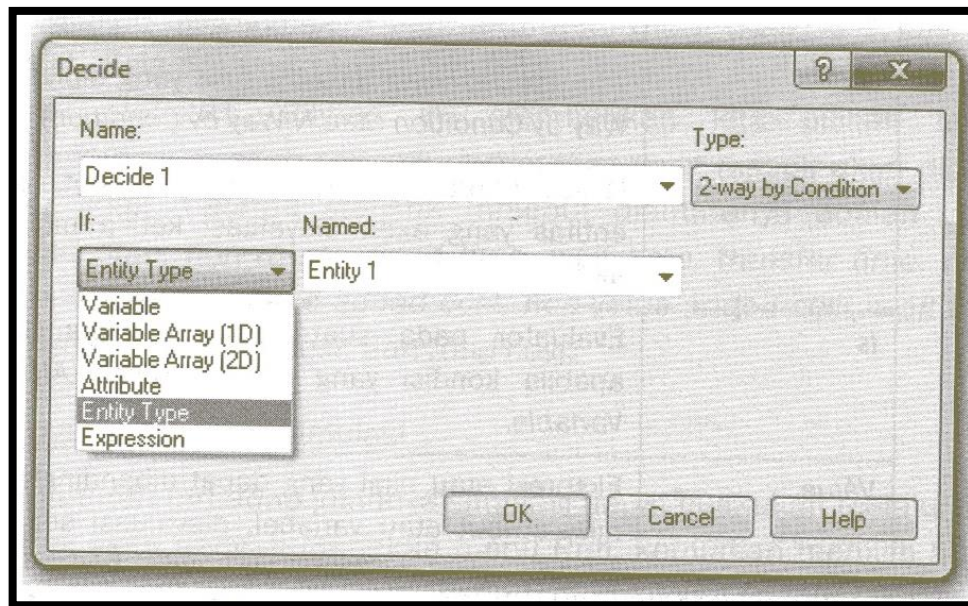 Decide
Name:
Type:
Decide 1
2-way by Condition
If:
Named:
Entity Type
Entity 1
Variable
Variable Array (1D)
Variable Array (2D)
Attribute
Entity Type
Expression
OK
Cancel
Help